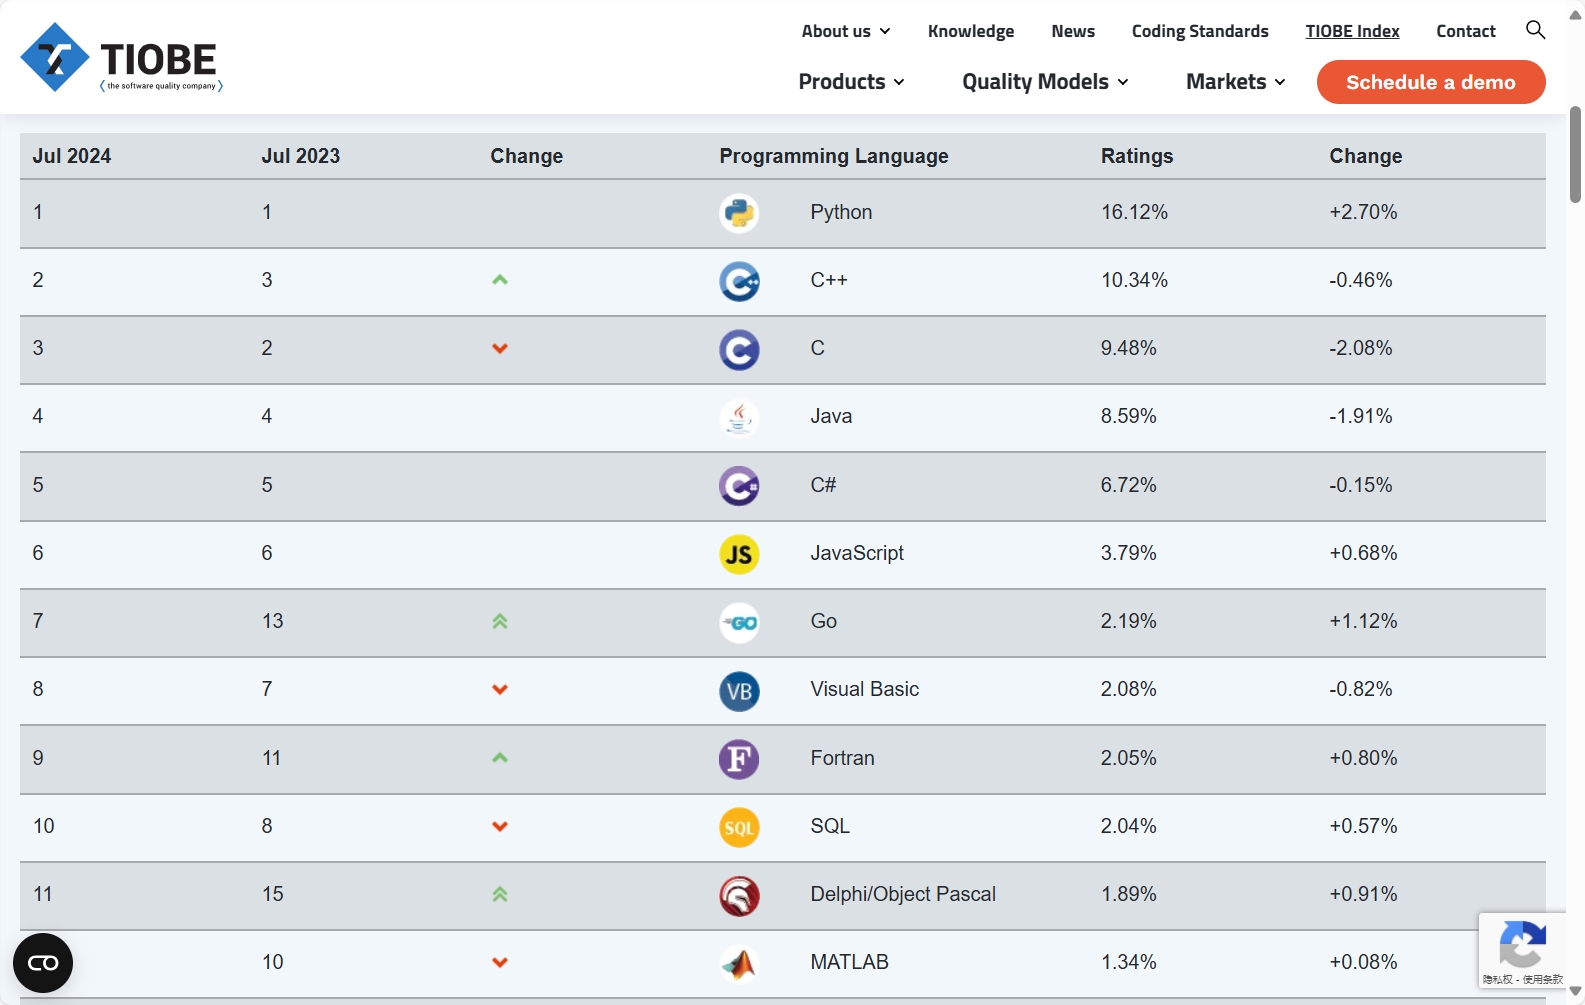 About us Knowledge News Coding Standards TIOBE Index Contact
TIOBE
(the software quality company)
Products Quality Models Markets Schedule a demo
Jul 2024 Jul 2023 Change Programming Language Ratings Change
1 1 Python 16.12% +2.70%
2 3 C++ 10.34% -0.46%
3 2 C 9.48% -2.08%
4 4 Java 8.59% -1.91%
5 5 C# 6.72% -0.15%
6 6 JS JavaScript 3.79% +0.68%
7 13 GO Go 2.19% +1.12%
8 7 VB Visual Basic 2.08% -0.82%
9 11 F Fortran 2.05% +0.80%
10 8 SQL SQL 2.04% +0.57%
11 15 Delphi/Object Pascal 1.89% +0.91%
10 MATLAB 1.34% +0.08%
隐私权 - 使用条款